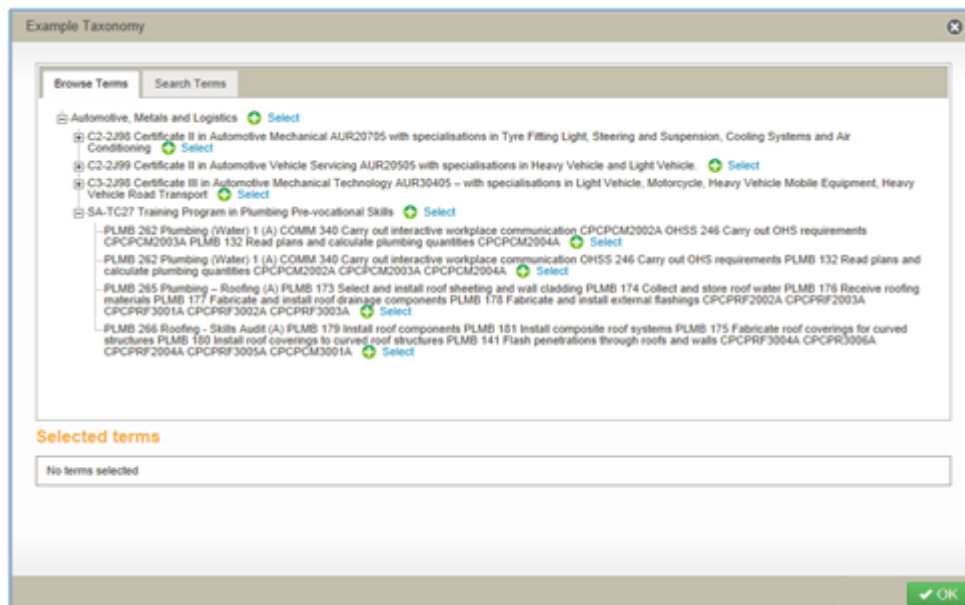 Example Taxonomy
Browse Terms
Search Terms
Automotive, Metals and Logistics Select
C2-2J98 Certificate II in Automotive Mechanical AUR20705 with specialisations in Tyre Fitting Light, Steering and Suspension, Cooling Systems and Air
Conditioning Select
C2-2J99 Certificate II in Automotive Vehicle Servicing AUR20505 with specialisations in Heavy Vehicle and Light Vehicle. Select
C3-2J98 Certificate III in Automotive Mechanical Technology AUR30405 – with specialisations in Light Vehicle, Motorcycle, Heavy Vehicle Mobile Equipment, Heavy
Vehicle Road Transport Select
SA-TC27 Training Program in Plumbing Pre-vocational Skills Select
PLMB 262 Plumbing (Water) 1 (A) COMM 340 Carry out interactive workplace communication CPCPCM2002A OHSS 246 Carry out OHS requirements
CPCPCM2003A PLMB 132 Read plans and calculate plumbing quantities CPCPCM2004A Select
PLMB 262 Plumbing (Water) 1 (A) COMM 340 Carry out interactive workplace communication OHSS 246 Carry out OHS requirements PLMB 132 Read plans and
calculate plumbing quantities CPCPCM2002A CPCPCM2003A CPCPCM2004A Select
PLMB 265 Plumbing – Roofing (A) PLMB 173 Select and install roof sheeting and wall cladding PLMB 174 Collect and store roof water PLMB 176 Receive roofing
materials PLMB 177 Fabricate and install roof drainage components PLMB 178 Fabricate and install external flashings CPCPRF2002A CPCPRF2003A
CPCPRF3001A CPCPRF3002A CPCPRF3003A Select
PLMB 266 Roofing - Skills Audit (A) PLMB 179 Install roof components PLMB 181 Install composite roof systems PLMB 175 Fabricate roof coverings for curved
structures PLMB 180 Install roof coverings to curved roof structures PLMB 141 Flash penetrations through roofs and walls CPCPRF3004A CPCPR3006A
CPCPRF2004A CPCPRF3005A CPCPCM3001A Select
Selected terms
No terms selected
OK